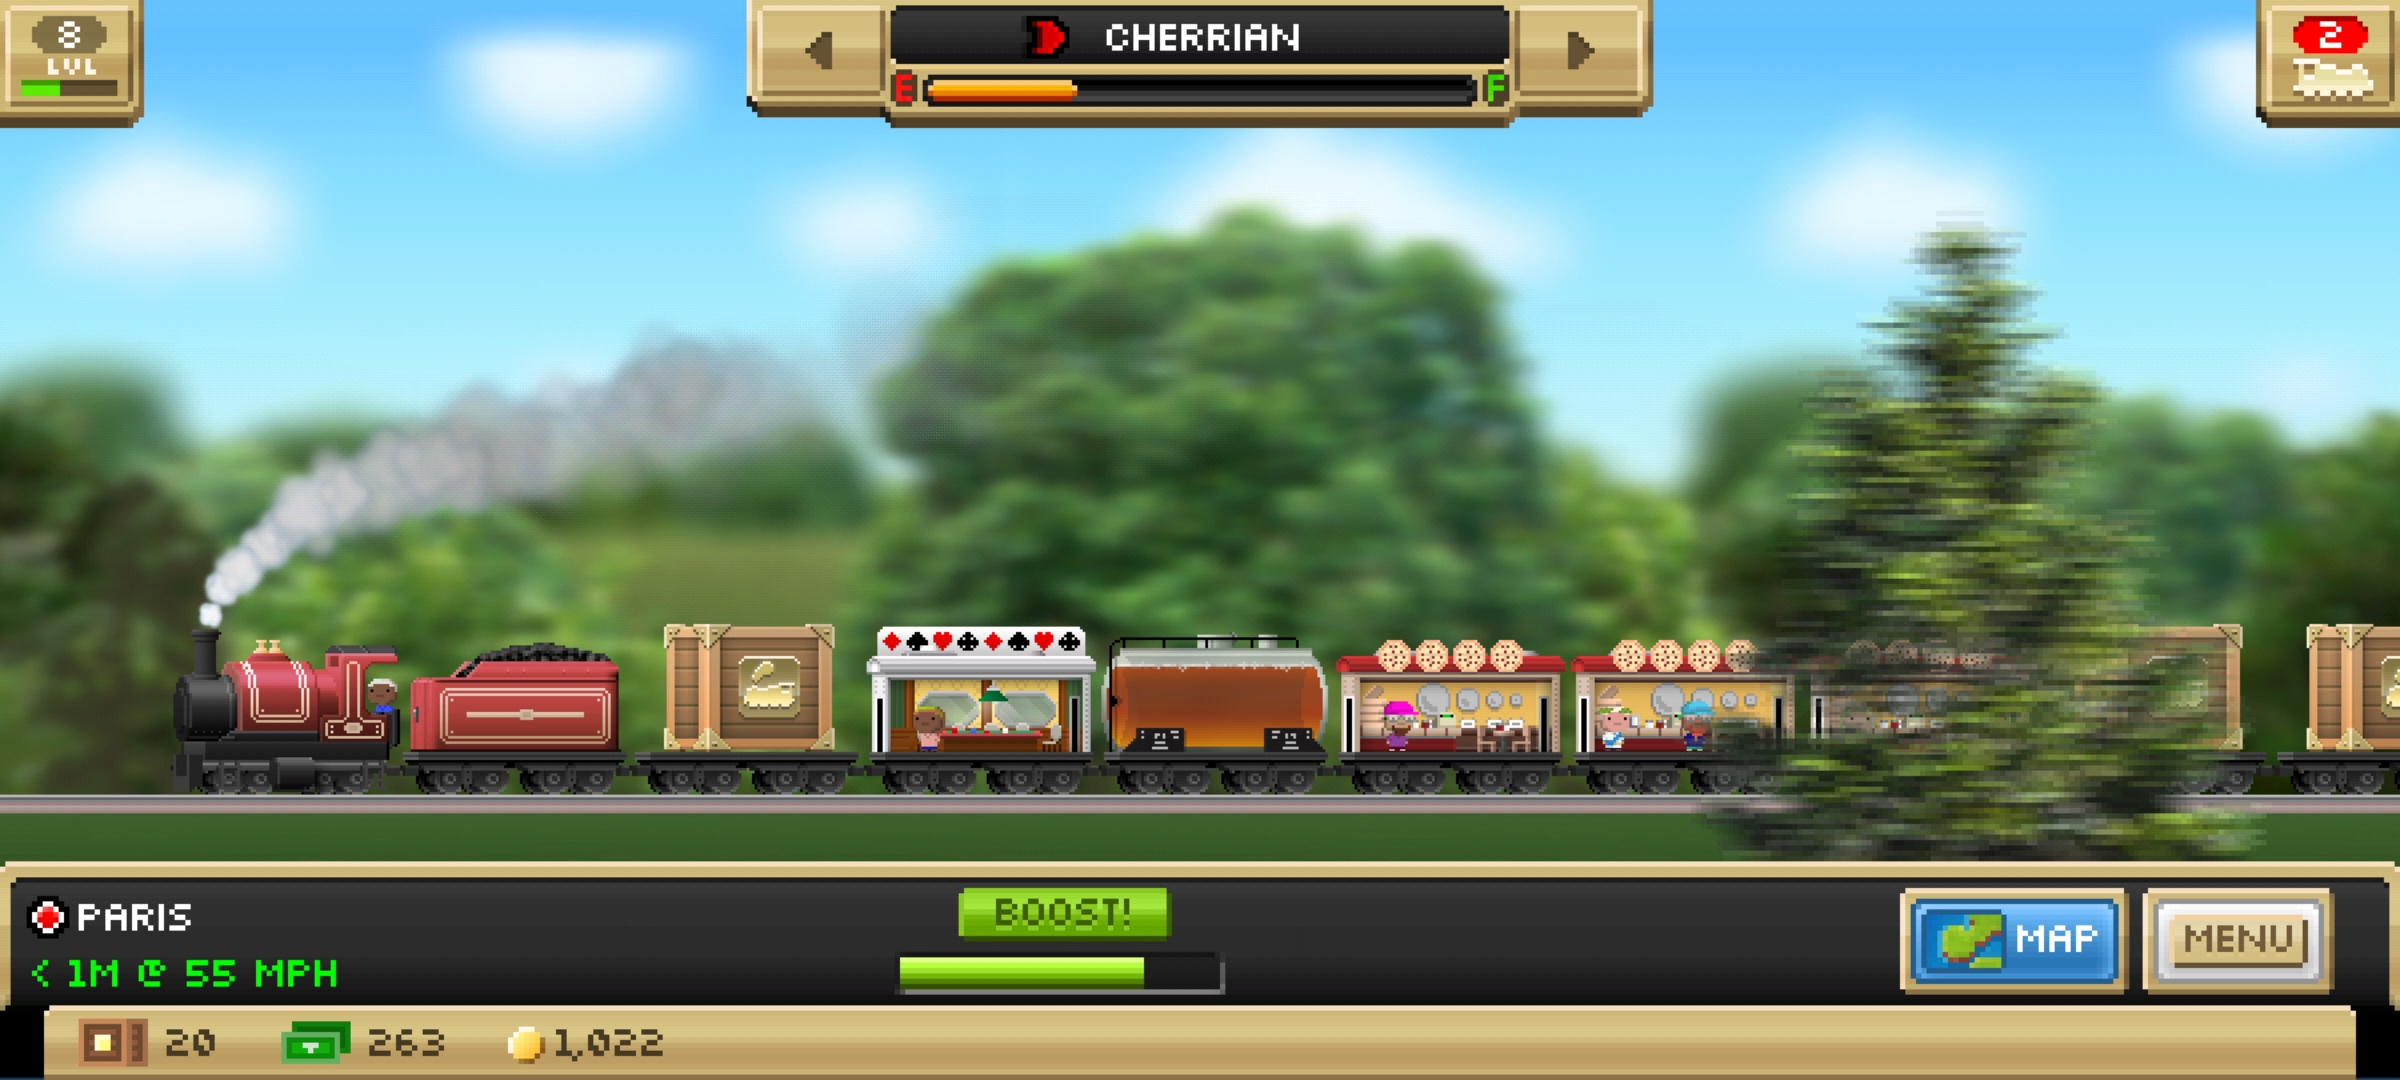 8
LVL
CHERRIAN
E F
2
PARIS
< 1M @ 55 MPH
BOOST!
MAP
MENU
20 263 1,022